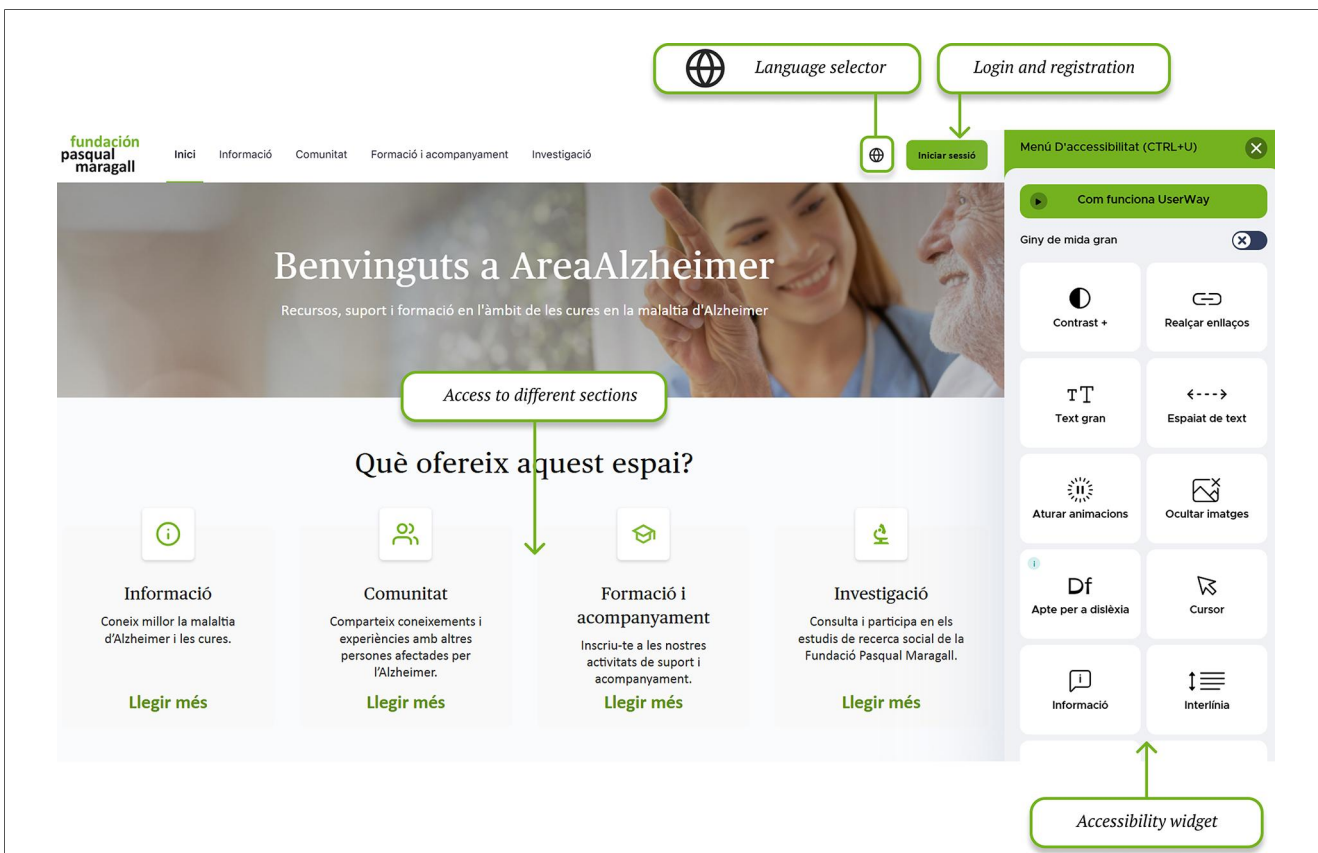 Language selector
Login and registration
fundación
pasqual
maragall
Inici Informació Comunitat Formació i acompanyament Investigació
Iniciar sessió
Menú D'accessibilitat (CTRL+U)
Com funciona UserWay
Giny de mida gran
Benvinguts a AreaAlzheimer
Recursos, suport i formació en l'àmbit de les cures en la malaltia d'Alzheimer
Contrast +
Realçar enllaços
Access to different sections
TT
Text gran
Espaiat de text
Què ofereix aquest espai?
Aturar animacions
Ocultar imatges
Informació
Coneix millor la malaltia
d’Alzheimer i les cures.
Llegir més
Comunitat
Comparteix coneixements i
experiències amb altres
persones afectades per
l’Alzheimer.
Llegir més
Formació i
acompanyament
Inscriu-te a les nostres
activitats de suport i
acompanyament.
Llegir més
Investigació
Consulta i participa en els
estudis de recerca social de la
Fundació Pasqual Maragall.
Llegir més
Df
Apte per a dislèxia
Cursor
Informació
Interlínia
Accessibility widget